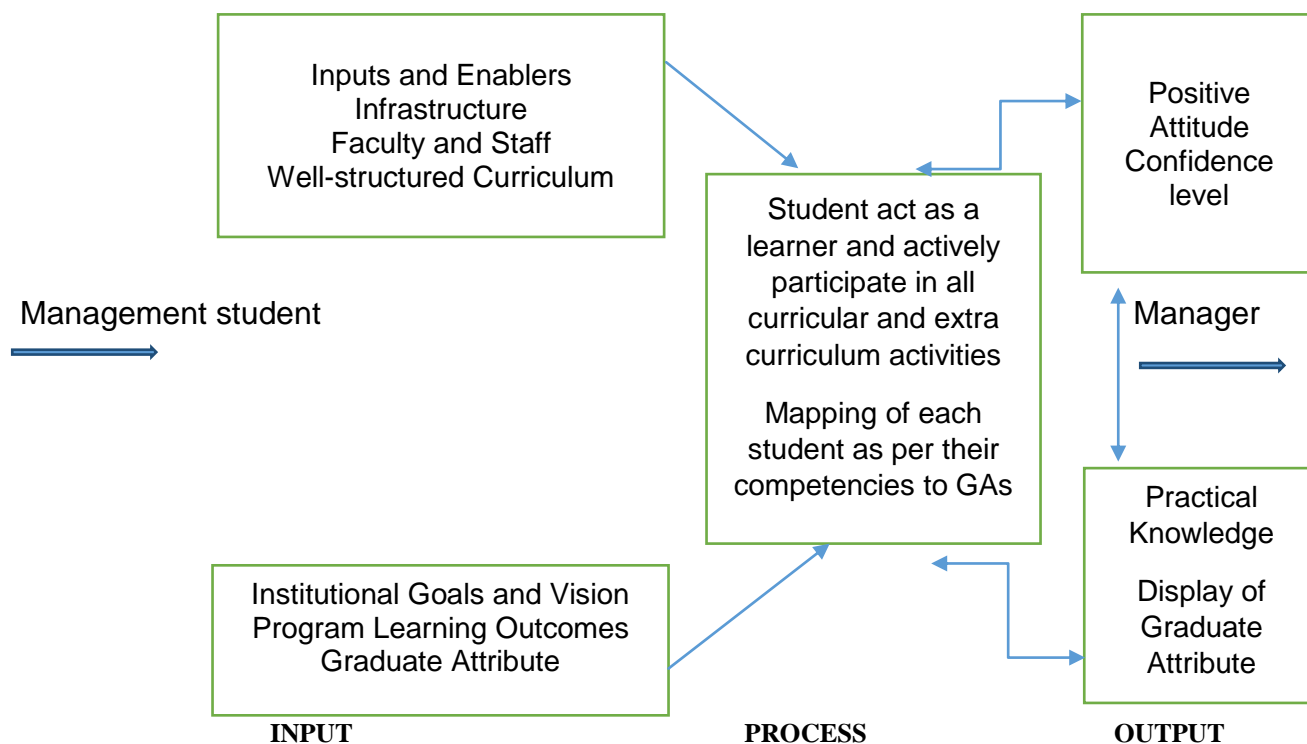 Inputs and Enablers
Infrastructure
Faculty and Staff
Well-structured Curriculum
Management student
Institutional Goals and Vision
Program Learning Outcomes
Graduate Attribute
Student act as a
learner and actively
participate in all
curricular and extra
curriculum activities
Mapping of each
student as per their
competencies to GAs
Positive
Attitude
Confidence
level
Manager
Practical
Knowledge
Display of
Graduate
Attribute
INPUT
PROCESS
OUTPUT